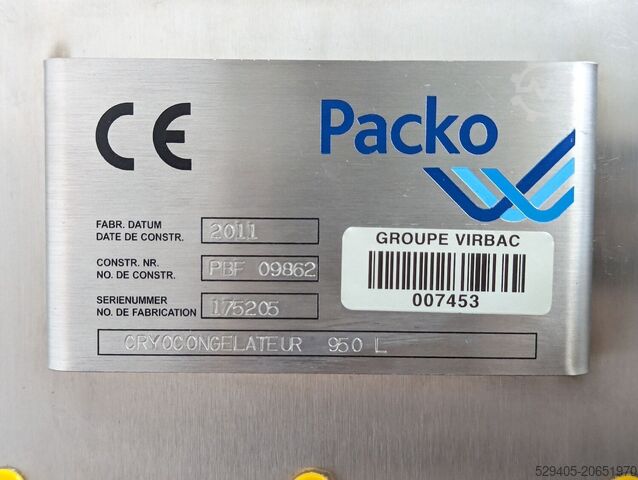 CE
Packo
FABR. DATUM
DATE DE CONSTR.
2011
CONSTR. NR.
NO. DE CONSTR.
PBF 09862
SERIENUMMER
NO. DE FABRICATION
175205
GROUPE VIRBAC
007453
CRYOCONGELATEUR 950 L
529405-20651970